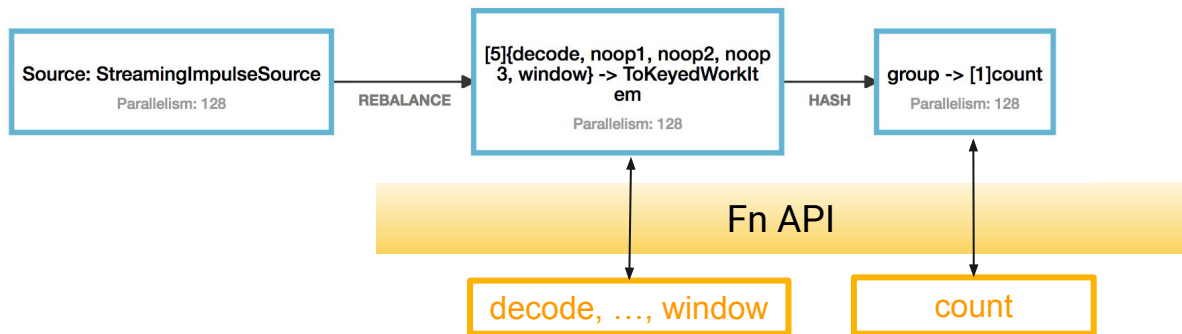 Source: StreamingImpulseSource
Parallelism: 128
REBALANCE
[5]{decode, noop1, noop2, noop
3, window} -> ToKeyedWorkIt
em
Parallelism: 128
HASH
group -> [1]count
Parallelism: 128
Fn API
decode, …, window
count